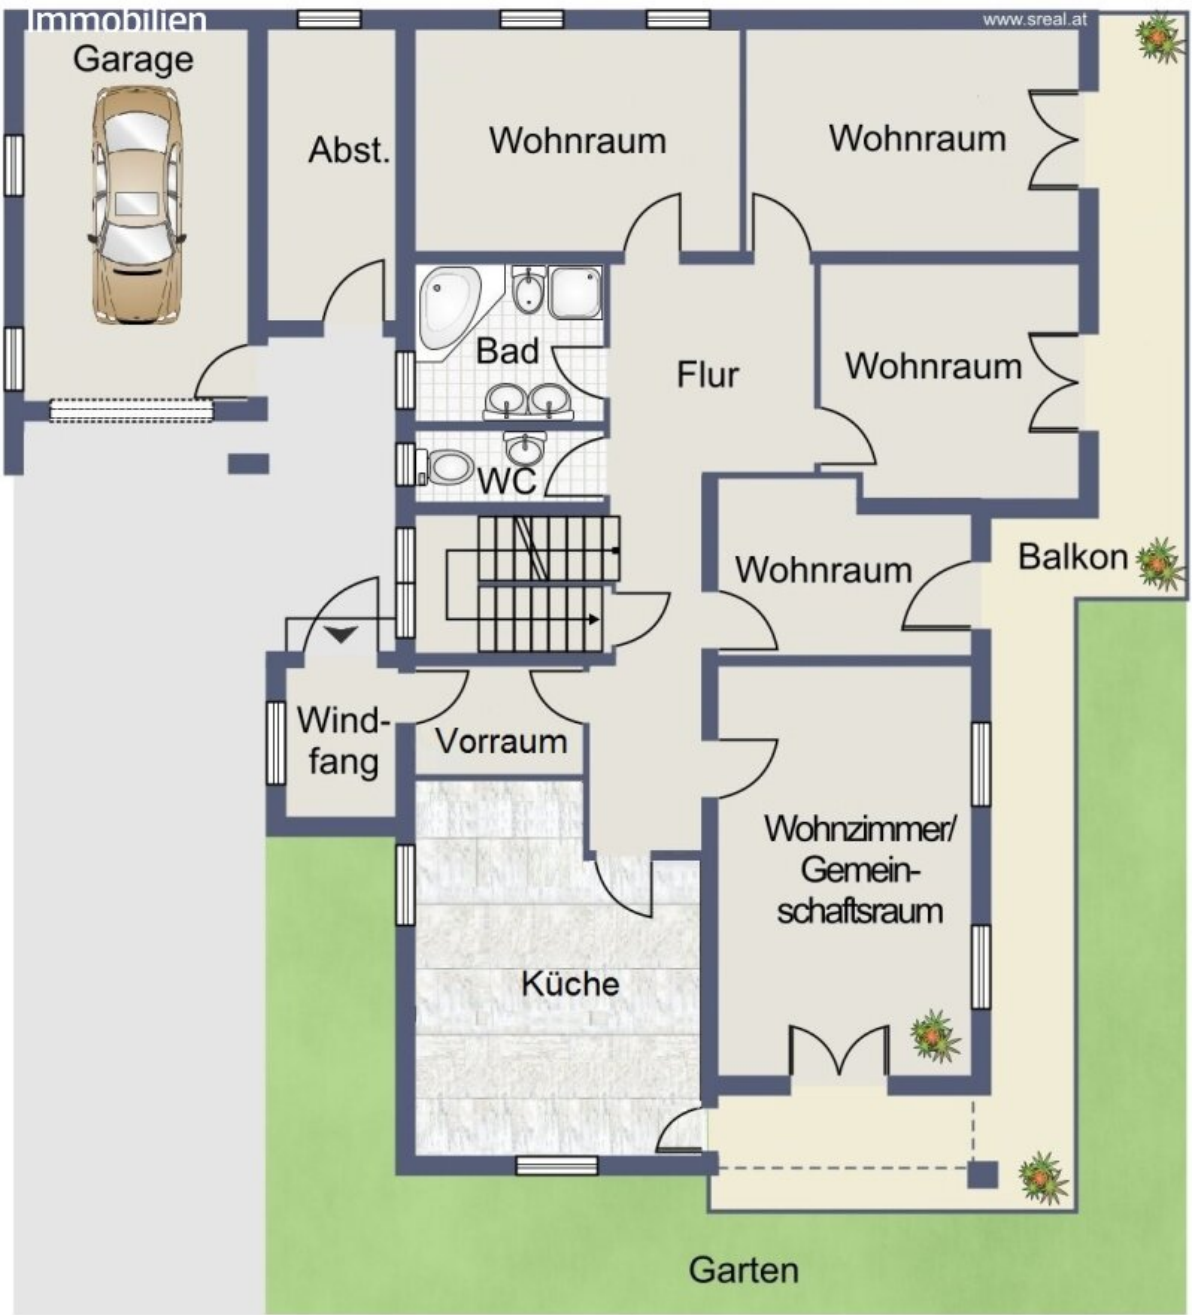 Immobilien
www.sreal.at
Garage
Abst.
Wohnraum
Wohnraum
Bad
Flur
Wohnraum
WC
Wohnraum
Balkon
Wind-
fang
Vorraum
Wohnzimmer/
Gemein-
schaftsraum
Küche
Garten